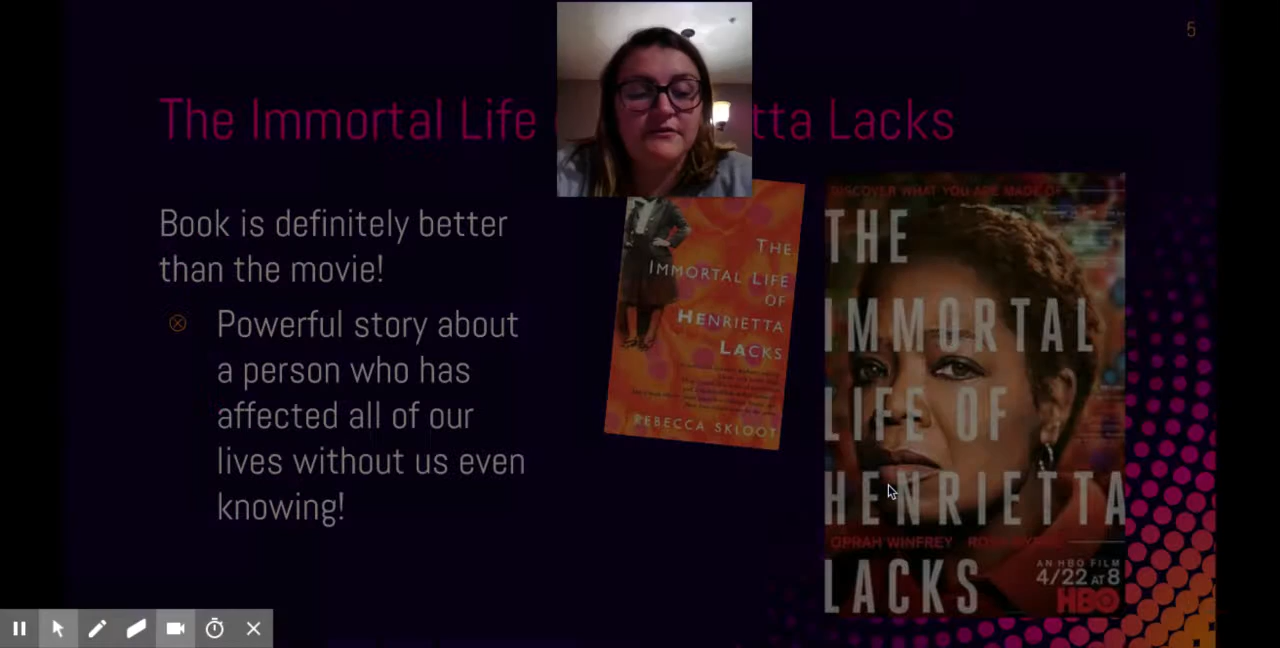 5
The Immortal Life
tta Lacks
Book is definitely better
than the movie!
Powerful story about
a person who has
affected all of our
lives without us even
knowing!
THE
IMMORTAL LIFE
OF
HENRIETTA
LACKS
REBECCA SKLOOT
DISCOVER WHAT YOU ARE MADE OF
THE
IMMORTAL
LIFE OF
HENRIETTA
OPRAH WINFREY ROSE BYRNE
LACKS
AN HBO FILM
4/22 AT 8
HBO